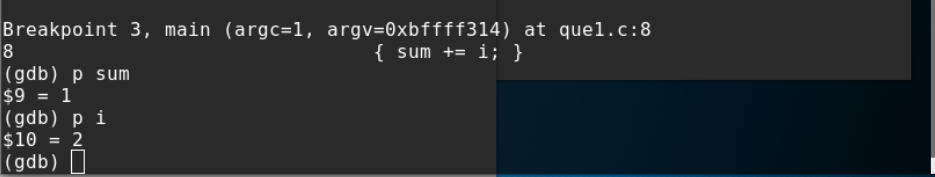 Breakpoint 3, main (argc=1, argv=0xbffff314) at que1.c:8
8                               { sum += i; }
(gdb) p sum
$9 = 1
(gdb) p i
$10 = 2
(gdb)